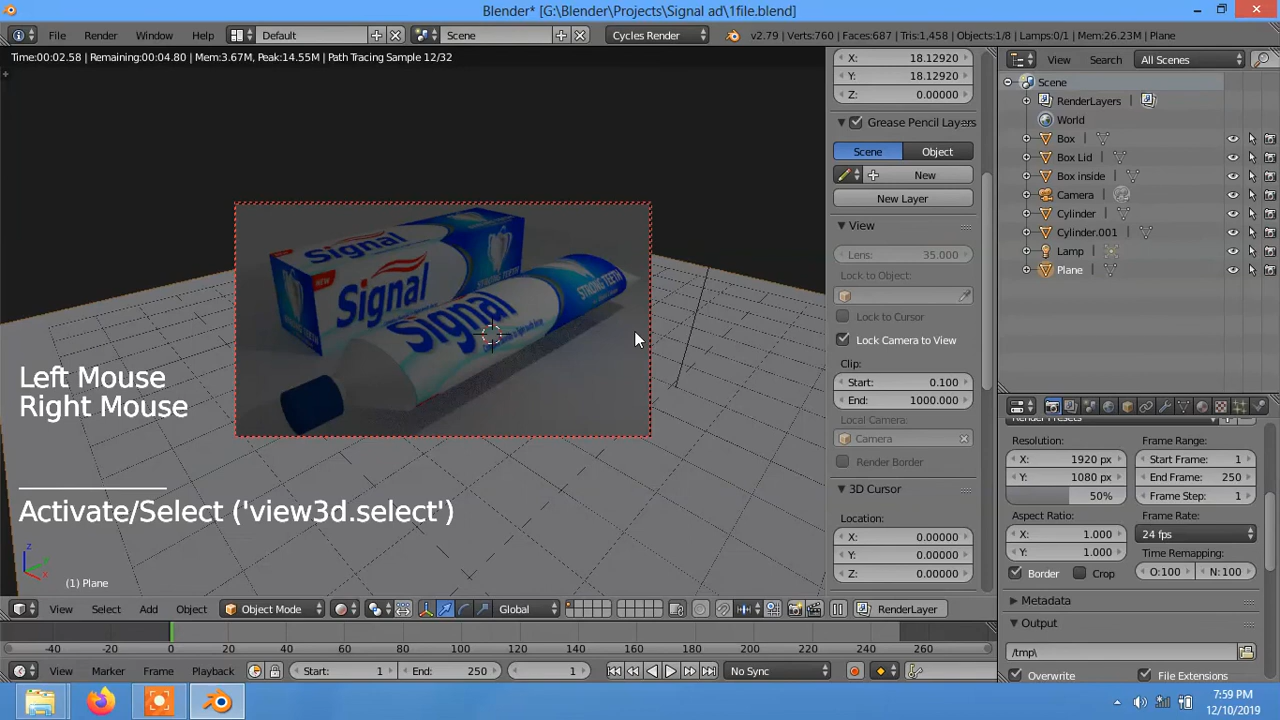 Blender* [G:\Blender\Projects\Signal ad\1file.blend]
File Render Window Help Default Scene Cycles Render v2.79 | Verts:760 | Faces:687 | Tris:1,458 | Objects:1/8 | Lamps:0/1 | Mem:26.23M | Plane
Time:00:02.58 | Remaining:00:04.80 | Mem:3.67M, Peak:14.55M | Path Tracing Sample 12/32
X: 18.12920
Y: 18.12920
Z: 0.00000
Grease Pencil Layers
Scene Object
New
New Layer
View
Lens: 35.000
Lock to Object:
Lock to Cursor
Lock Camera to View
Clip:
Start: 0.100
End: 1000.000
Local Camera:
Camera
Render Border
3D Cursor
Location:
X: 0.00000
Y: 0.00000
Z: 0.00000
View Search All Scenes
Scene
RenderLayers
World
Box
Box Lid
Box inside
Camera
Cylinder
Cylinder.001
Lamp
Plane
Render Presets
Resolution: Frame Range:
X: 1920 px Start Frame: 1
Y: 1080 px End Frame: 250
50% Frame Step: 1
Aspect Ratio: Frame Rate:
X: 1.000 24 fps
Y: 1.000 Time Remapping:
Border Crop O:100 N:100
Metadata
Output
/tmp\
Overwrite File Extensions
Signal
NEW
Signal
STRONG TEETH
Signal
STRONG TEETH
Left Mouse
Right Mouse
Activate/Select ('view3d.select')
z
x
(1) Plane
View Select Add Object Object Mode Global RenderLayer
-40 -20 0 20 40 60 80 100 120 140 160 180 200 220 240 260 280
View Marker Frame Playback Start: 1 End: 250 1 No Sync
7:59 PM
12/10/2019